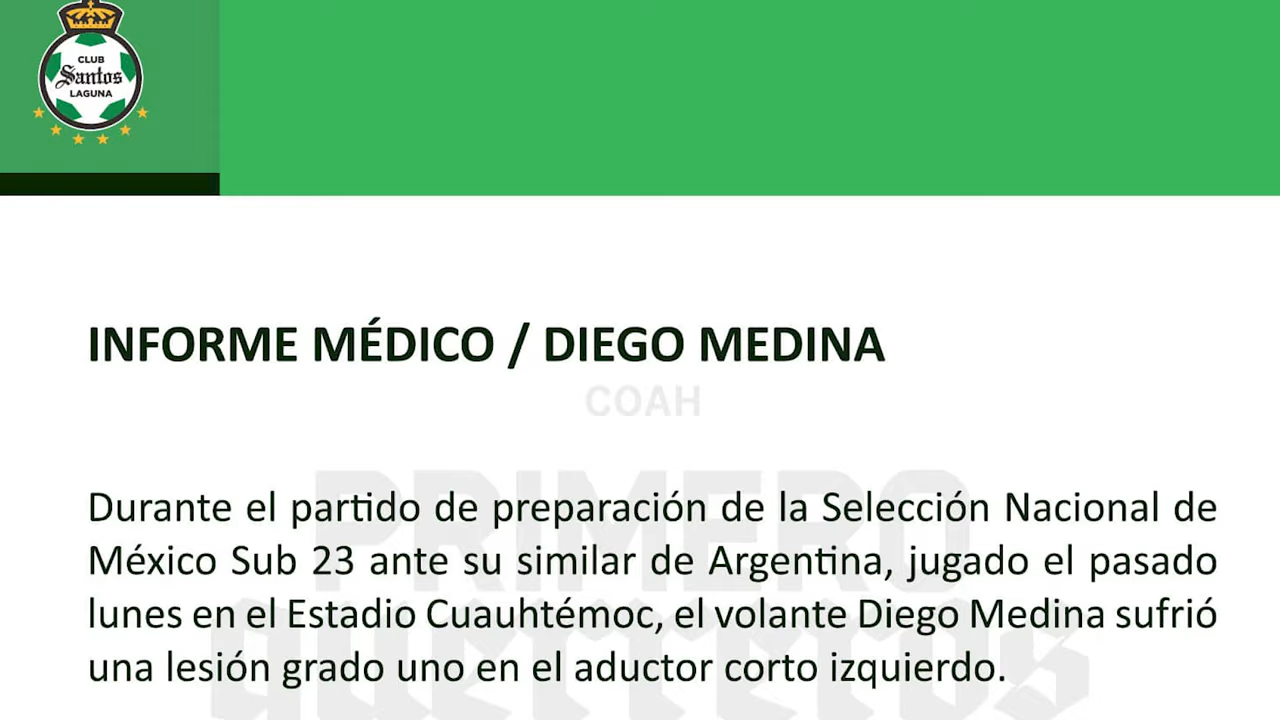 CLUB
Santos
LAGUNA
INFORME MÉDICO / DIEGO MEDINA
COAH
PRIMERO
Durante el partido de preparación de la Selección Nacional de
México Sub 23 ante su similar de Argentina, jugado el pasado
lunes en el Estadio Cuauhtémoc, el volante Diego Medina sufrió
guerreros
una lesión grado uno en el aductor corto izquierdo.